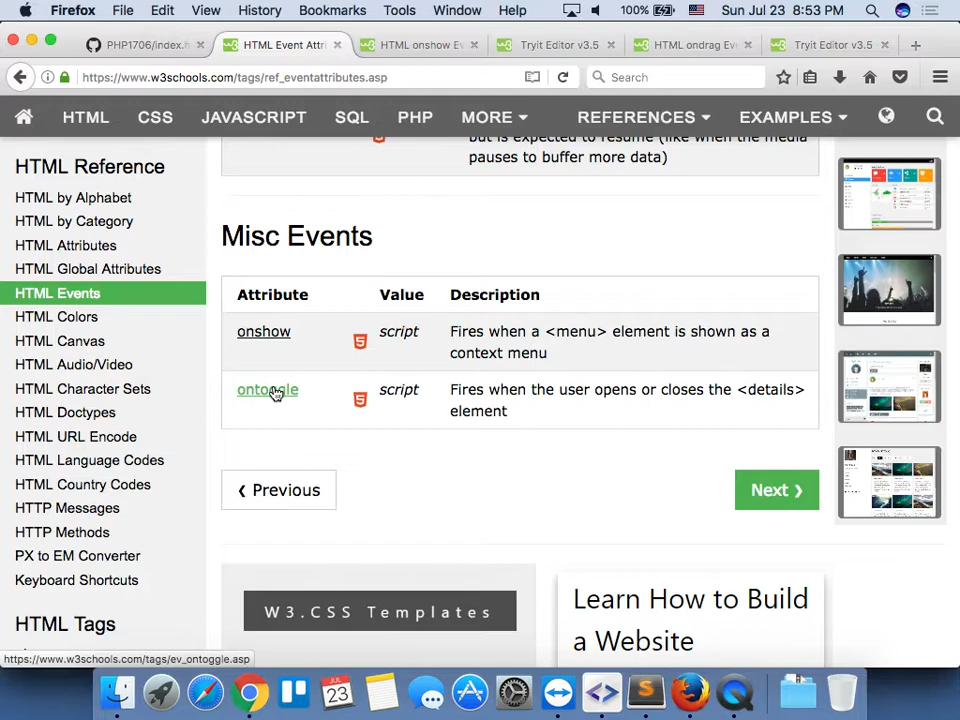 Firefox File Edit View History Bookmarks Tools Window Help 100% Sun Jul 23 8:53 PM
PHP1706/index.h HTML Event Attri HTML onshow Ev Tryit Editor v3.5 HTML ondrag Ev Tryit Editor v3.5
https://www.w3schools.com/tags/ref_eventattributes.asp Search
HTML CSS JAVASCRIPT SQL PHP MORE REFERENCES EXAMPLES
HTML Reference
HTML by Alphabet
HTML by Category
HTML Attributes
HTML Global Attributes
HTML Events
HTML Colors
HTML Canvas
HTML Audio/Video
HTML Character Sets
HTML Doctypes
HTML URL Encode
HTML Language Codes
HTML Country Codes
HTTP Messages
HTTP Methods
PX to EM Converter
Keyboard Shortcuts
HTML Tags
https://www.w3schools.com/tags/ev_ontoggle.asp
but is expected to resume (like when the media
pauses to buffer more data)
Misc Events
Attribute Value Description
onshow script Fires when a <menu> element is shown as a
context menu
ontoggle script Fires when the user opens or closes the <details>
element
❮ Previous
Next ❯
W3.CSS Templates
Learn How to Build
a Website
JUL
23